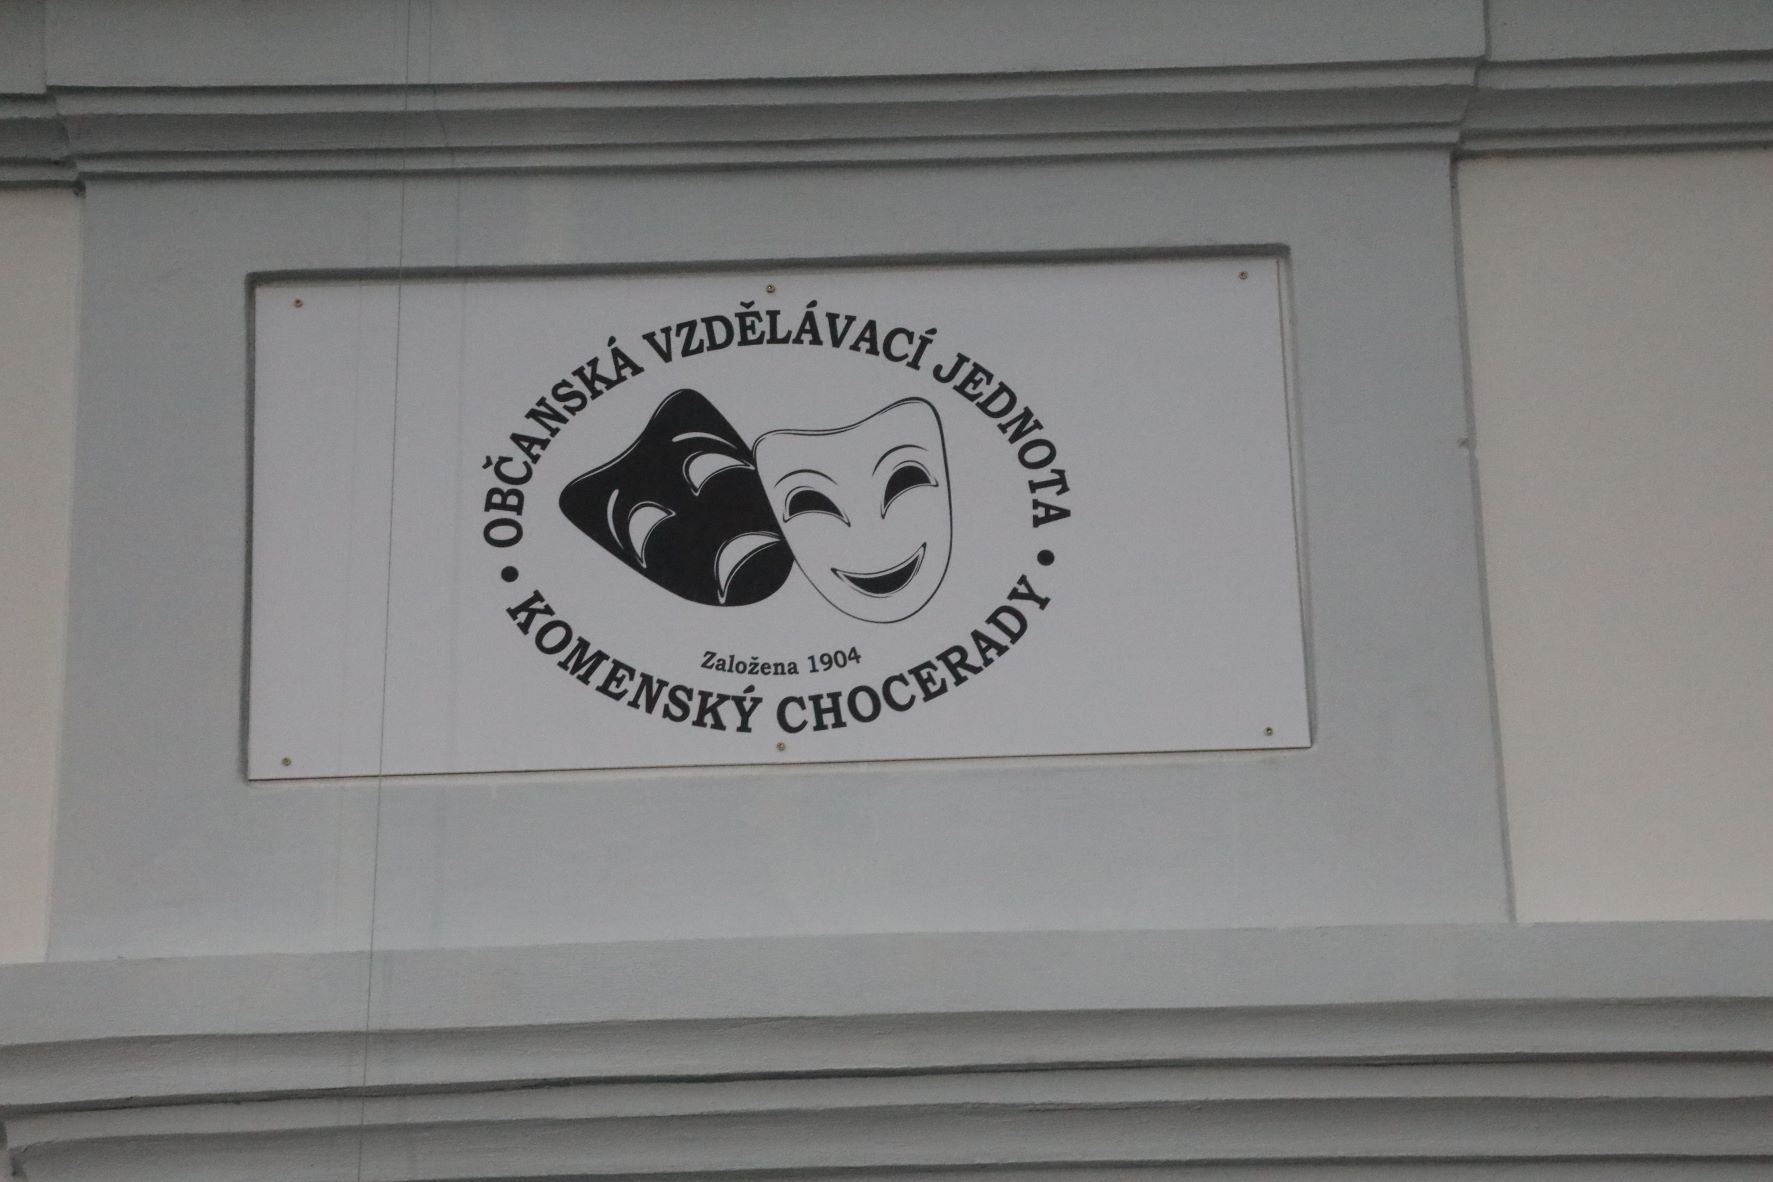 OBČANSKÁ VZDĚLÁVACÍ JEDNOTA
Založena 1904
• KOMENSKÝ CHOCERADY •